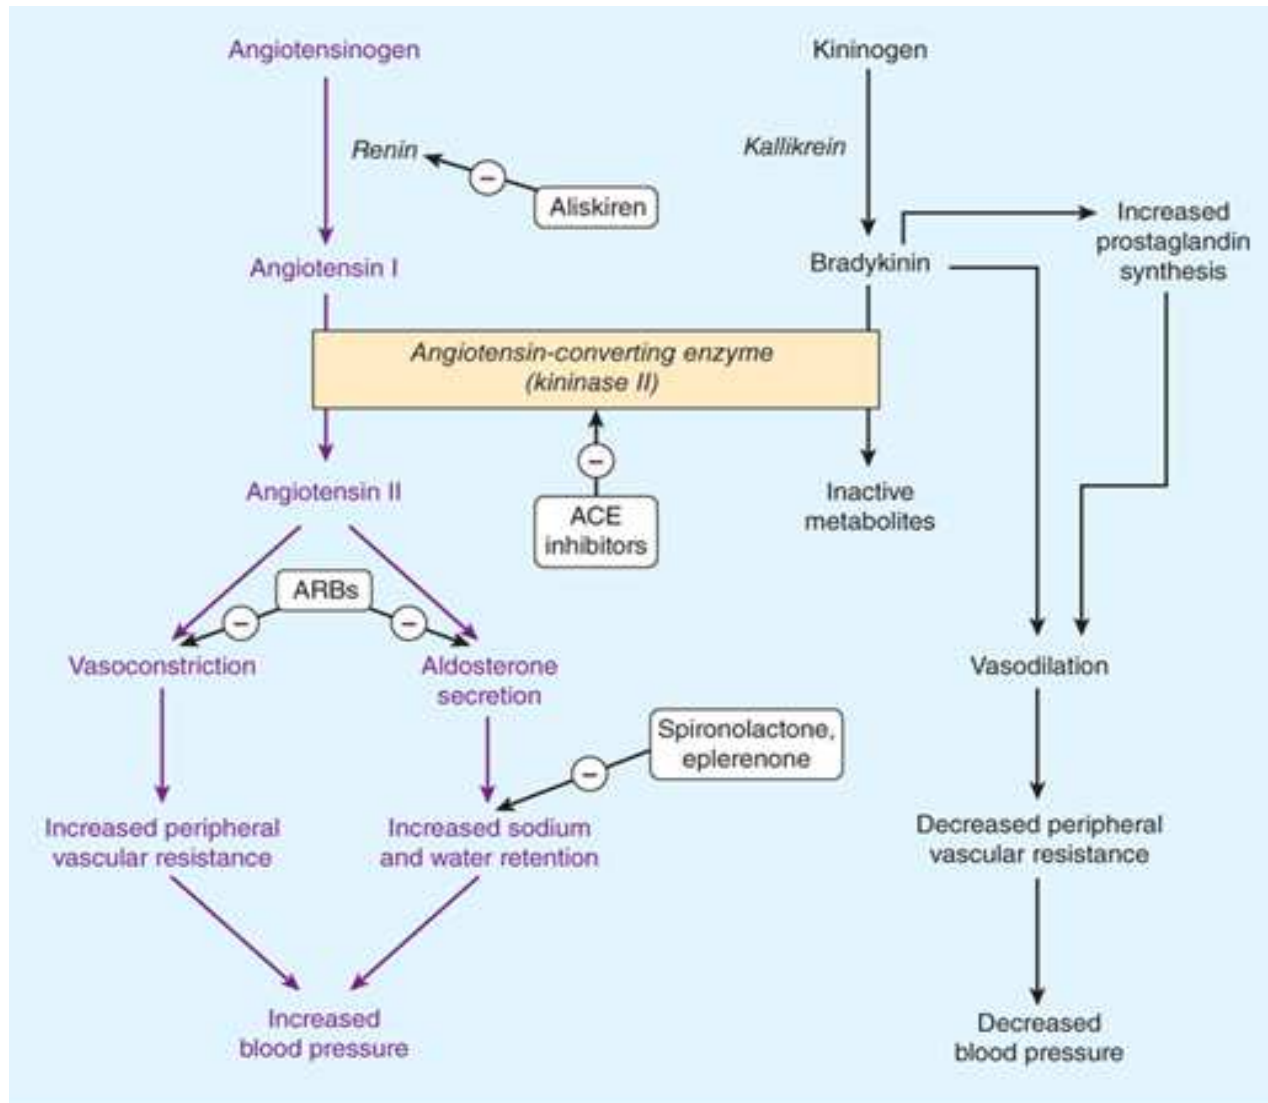 Angiotensinogen
Kininogen
Renin
Kallikrein
Aliskiren
Increased
prostaglandin
synthesis
Angiotensin I
Bradykinin
Angiotensin-converting enzyme
(kininase II)
−
Angiotensin II
ACE
inhibitors
Inactive
metabolites
ARBs
−
−
Vasoconstriction
Aldosterone
secretion
Vasodilation
Spironolactone,
eplerenone
−
Increased peripheral
vascular resistance
Increased sodium
and water retention
Decreased peripheral
vascular resistance
Increased
blood pressure
Decreased
blood pressure